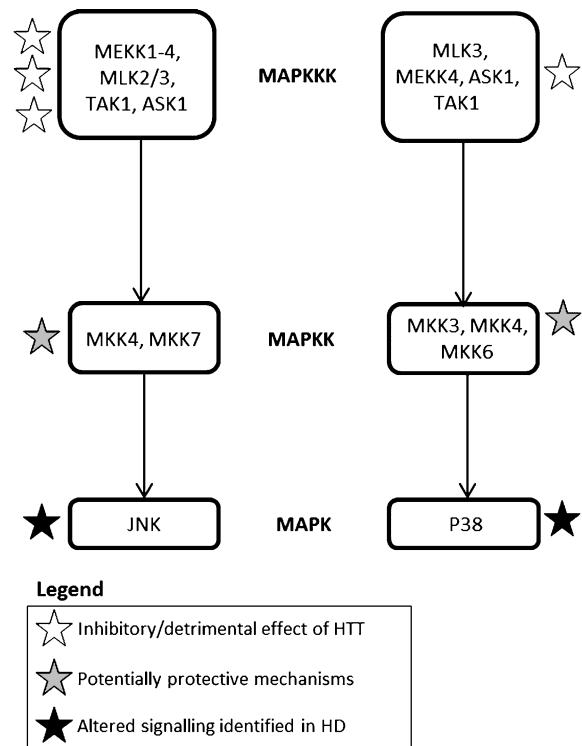 MEKK1-4,
MLK2/3,
TAK1, ASK1
MAPKKK
MLK3,
MEKK4, ASK1,
TAK1
MKK4, MKK7
MAPKK
MKK3, MKK4,
MKK6
JNK
MAPK
P38
Legend
Inhibitory/detrimental effect of HTT
Potentially protective mechanisms
Altered signalling identified in HD